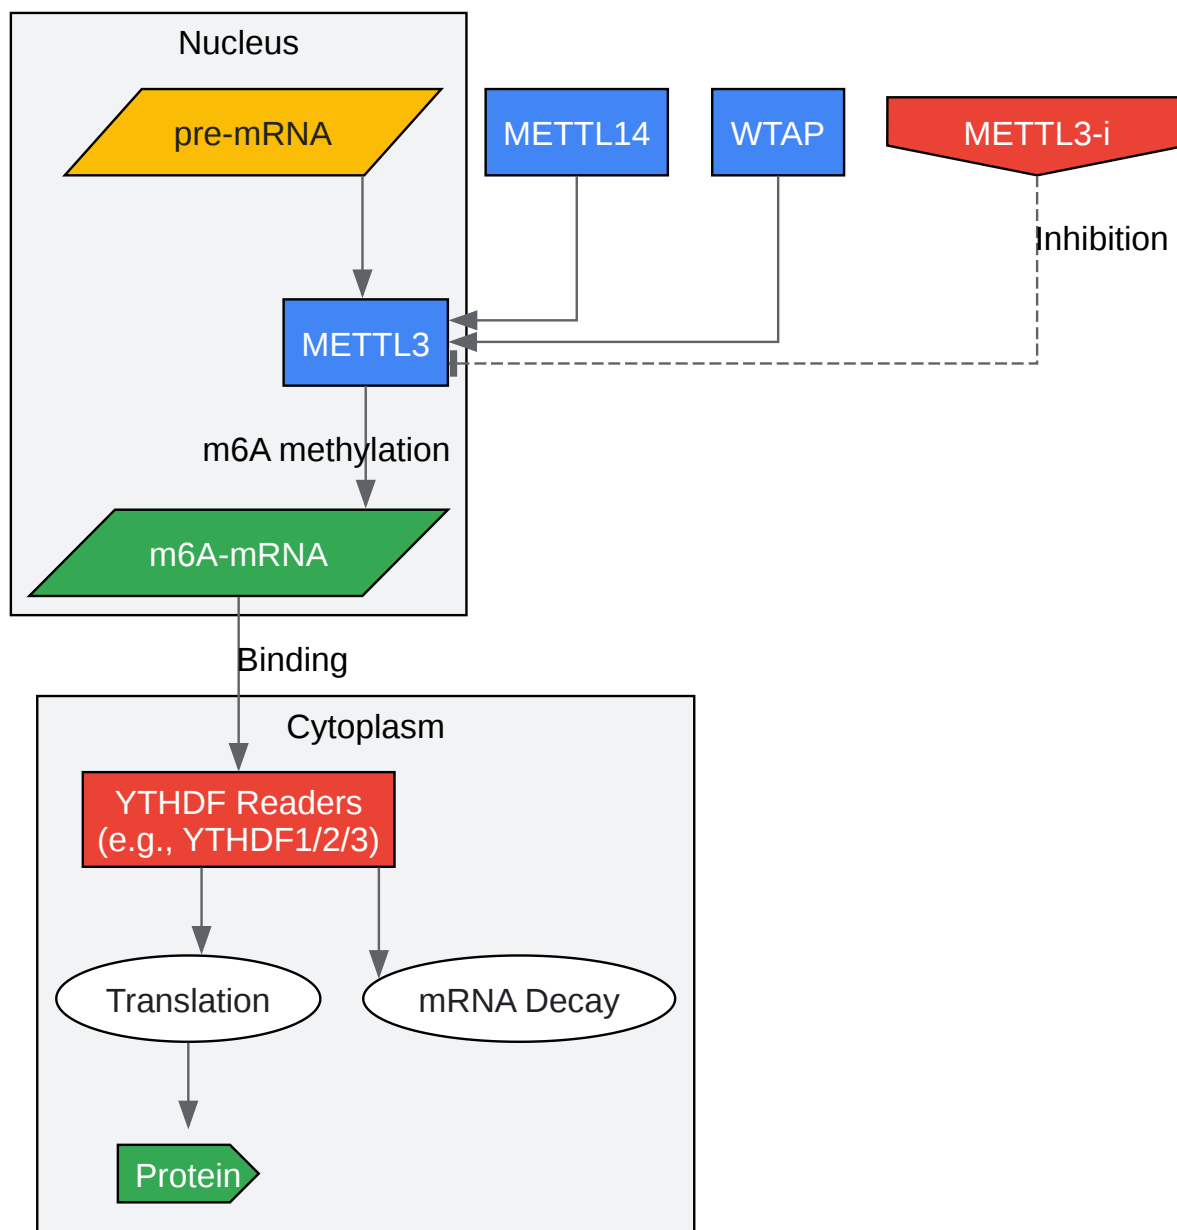 Nucleus
pre-mRNA
METTL14
WTAP
METTL3-i
Inhibition
METTL3
m6A methylation
m6A-mRNA
Binding
Cytoplasm
YTHDF Readers
(e.g., YTHDF1/2/3)
Translation
mRNA Decay
Protein